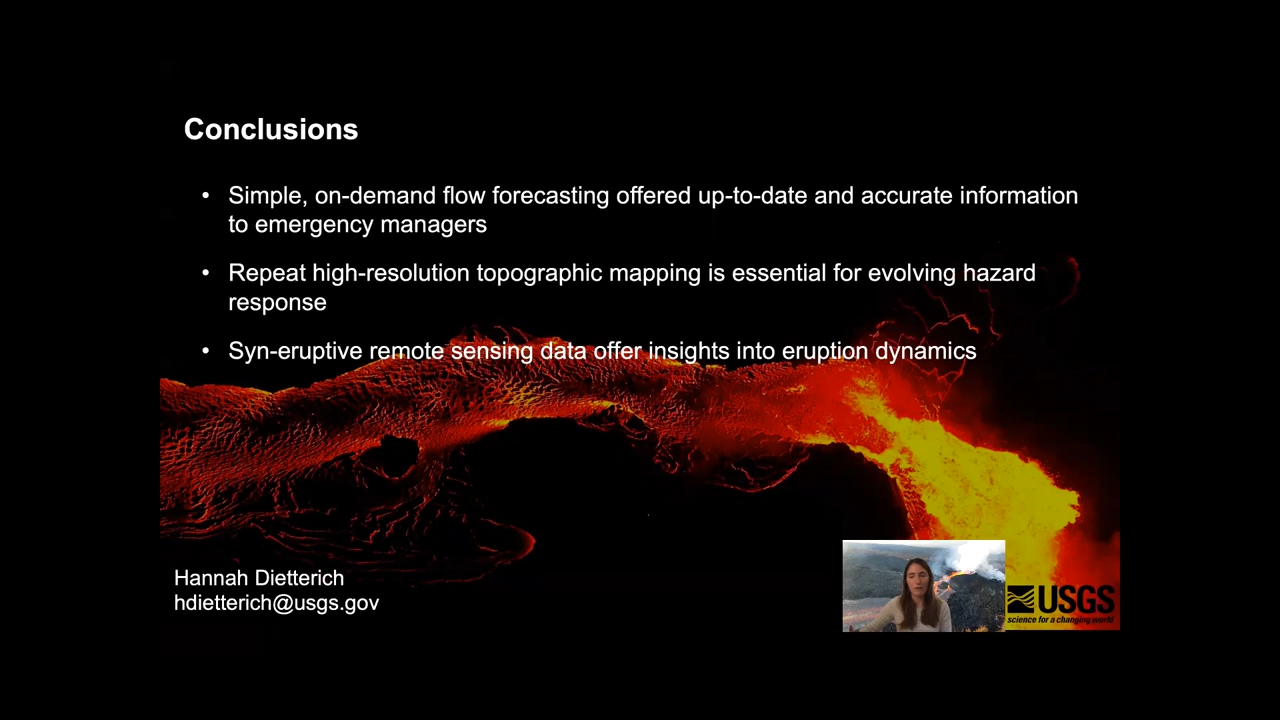 Conclusions
• Simple, on-demand flow forecasting offered up-to-date and accurate information
to emergency managers
• Repeat high-resolution topographic mapping is essential for evolving hazard
response
• Syn-eruptive remote sensing data offer insights into eruption dynamics
Hannah Dietterich
hdietterich@usgs.gov
USGS
science for a changing world